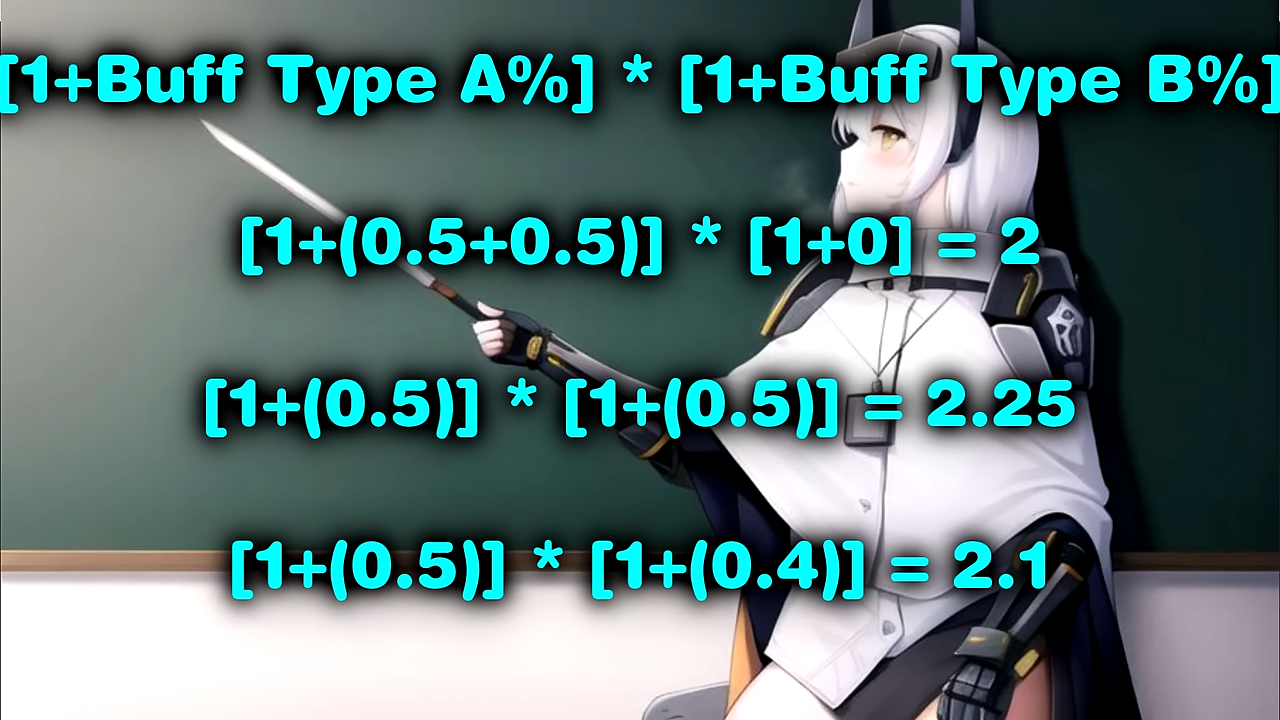 [1+Buff Type A%] * [1+Buff Type B%]
[1+(0.5+0.5)] * [1+0] = 2
[1+(0.5)] * [1+(0.5)] = 2.25
[1+(0.5)] * [1+(0.4)] = 2.1